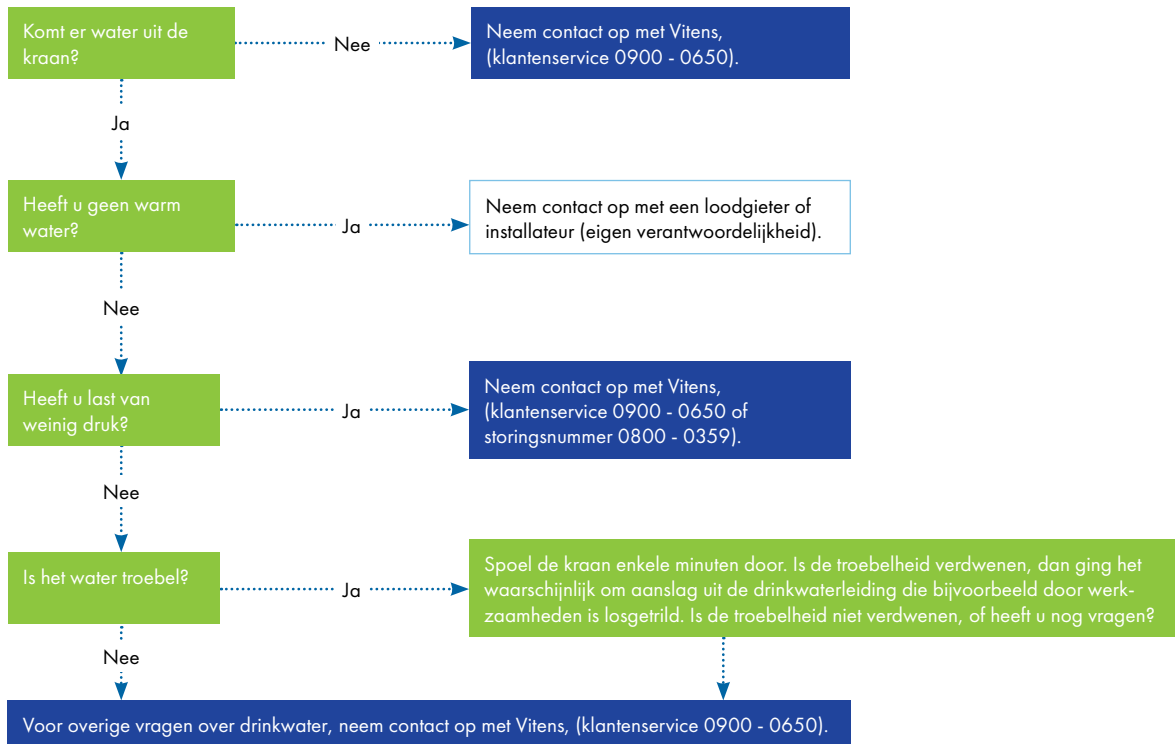 Komt er water uit de
kraan?
Nee
Neem contact op met Vitens,
(klantenservice 0900 - 0650).
Ja
Heeft u geen warm
water?
Ja
Neem contact op met een loodgieter of
installateur (eigen verantwoordelijkheid).
Nee
Heeft u last van
weinig druk?
Ja
Neem contact op met Vitens,
(klantenservice 0900 - 0650 of
storingsnummer 0800 - 0359).
Nee
Is het water troebel?
Ja
Spoel de kraan enkele minuten door. Is de troebelheid verdwenen, dan ging het
waarschijnlijk om aanslag uit de drinkwaterleiding die bijvoorbeeld door werk-
zaamheden is losgetrild. Is de troebelheid niet verdwenen, of heeft u nog vragen?
Nee
Voor overige vragen over drinkwater, neem contact op met Vitens, (klantenservice 0900 - 0650).